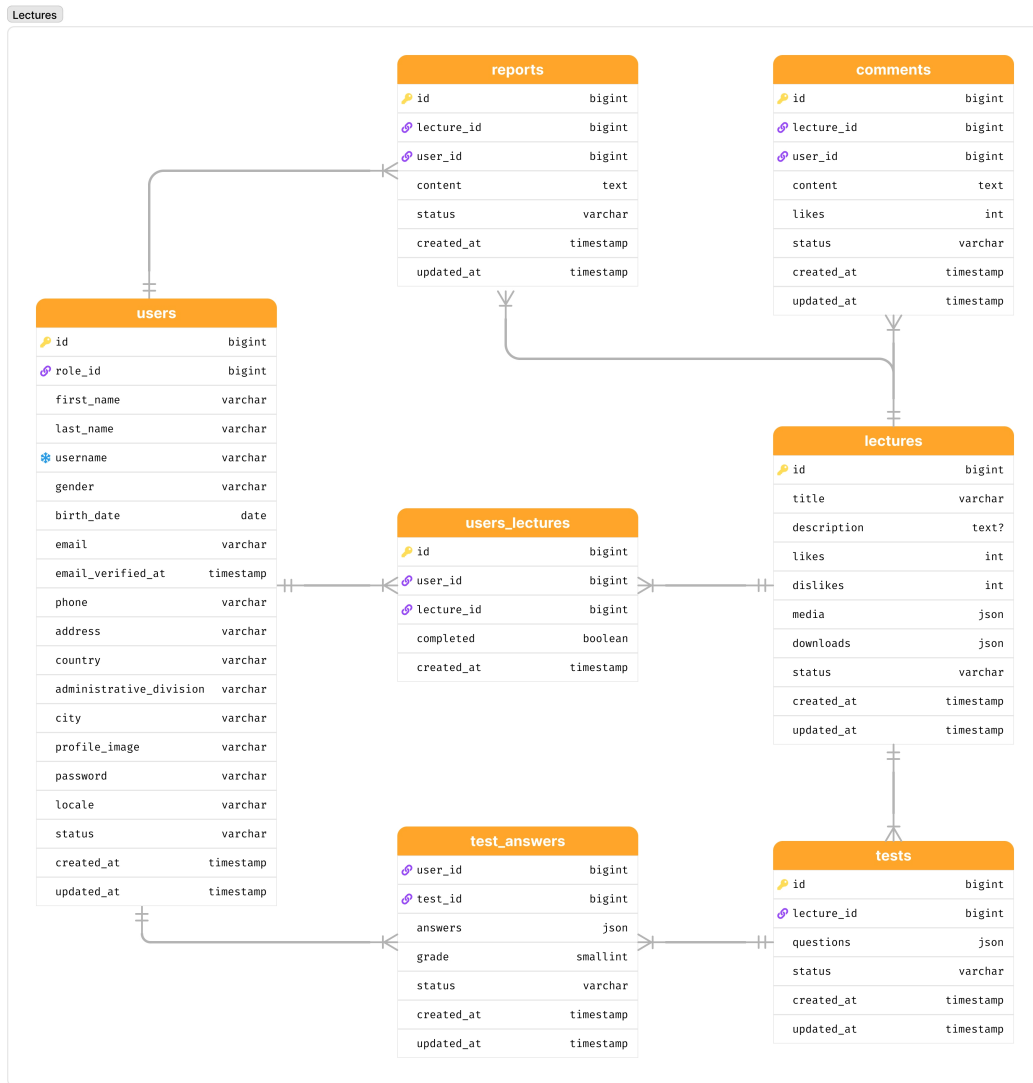 Lectures
reports
id bigint
lecture_id bigint
user_id bigint
content text
status varchar
created_at timestamp
updated_at timestamp
comments
id bigint
lecture_id bigint
user_id bigint
content text
likes int
status varchar
created_at timestamp
updated_at timestamp
users
id bigint
role_id bigint
first_name varchar
last_name varchar
username varchar
gender varchar
birth_date date
email varchar
email_verified_at timestamp
phone varchar
address varchar
country varchar
administrative_division varchar
city varchar
profile_image varchar
password varchar
locale varchar
status varchar
created_at timestamp
updated_at timestamp
users_lectures
id bigint
user_id bigint
lecture_id bigint
completed boolean
created_at timestamp
lectures
id bigint
title varchar
description text?
likes int
dislikes int
media json
downloads json
status varchar
created_at timestamp
updated_at timestamp
test_answers
user_id bigint
test_id bigint
answers json
grade smallint
status varchar
created_at timestamp
updated_at timestamp
tests
id bigint
lecture_id bigint
questions json
status varchar
created_at timestamp
updated_at timestamp